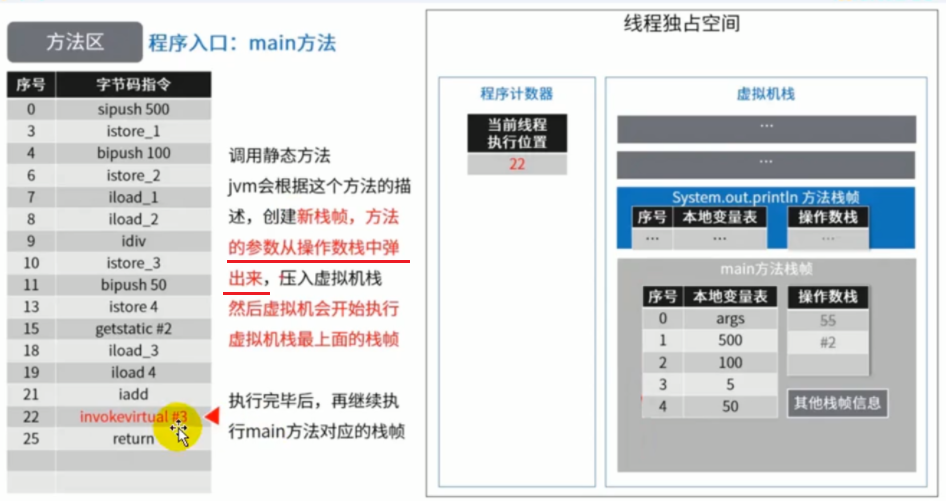 方法区 程序入口：main方法
序号 字节码指令
0 sipush 500
3 istore_1
4 bipush 100
6 istore_2
7 iload_1
8 iload_2
9 idiv
10 istore_3
11 bipush 50
13 istore 4
15 getstatic #2
18 iload_3
19 iload 4
21 iadd
22 invokevirtual #3
25 return
调用静态方法
jvm会根据这个方法的描
述，创建新栈帧，方法
的参数从操作数栈中弹
出来，压入虚拟机栈
然后虚拟机会开始执行
虚拟机栈最上面的栈帧
执行完毕后，再继续执
行main方法对应的栈帧
线程独占空间
程序计数器
当前线程
执行位置
22
虚拟机栈
...
...
System.out.println 方法栈帧
序号 本地变量表 操作数栈
... ... ...
main方法栈帧
序号 本地变量表 操作数栈
0 args 55
1 500 #2
2 100
3 5
4 50
其他栈帧信息